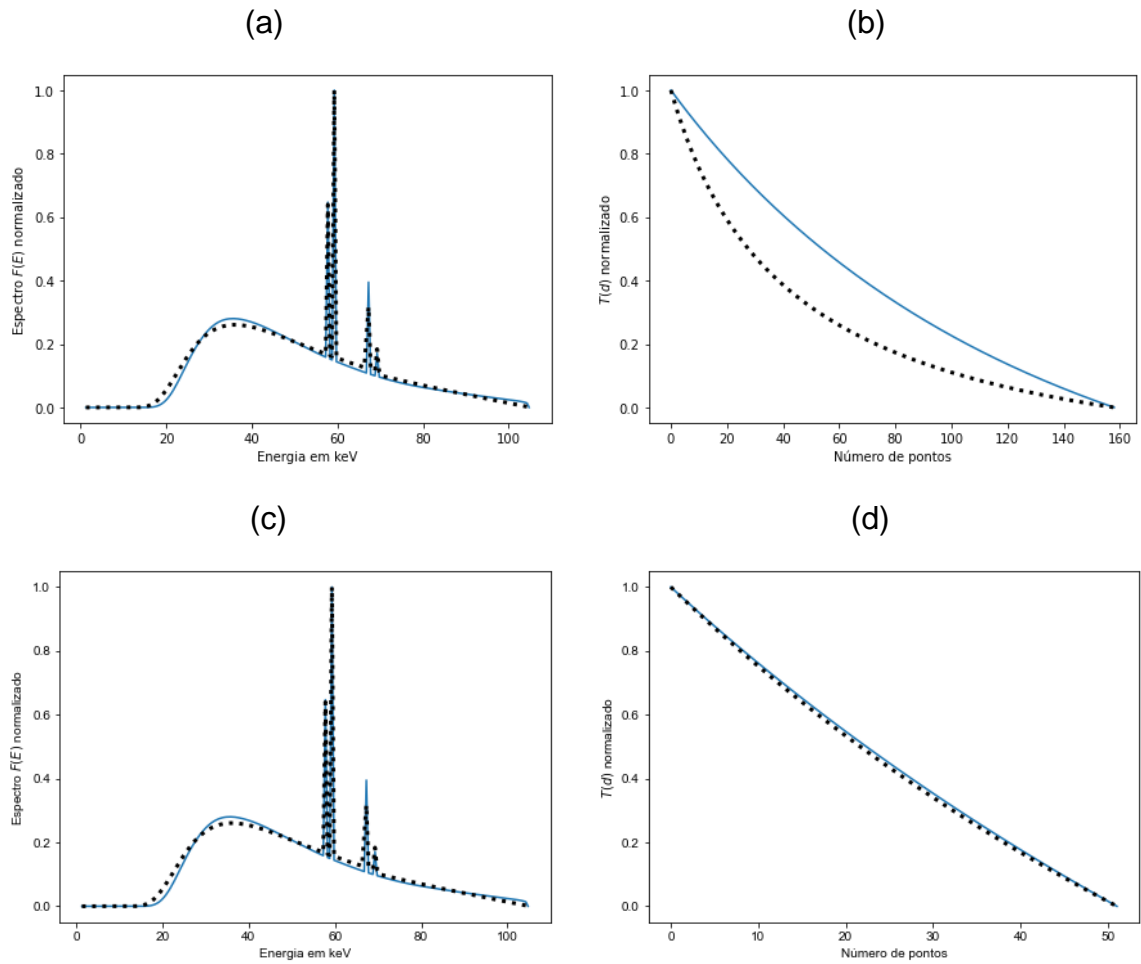 (a)
Espectro F(E) normalizado
1.0
0.8
0.6
0.4
0.2
0.0
0 20 40 60 80 100
Energia em keV
(b)
T(d) normalizado
1.0
0.8
0.6
0.4
0.2
0.0
0 20 40 60 80 100 120 140 160
Número de pontos
(c)
Espectro F(E) normalizado
1.0
0.8
0.6
0.4
0.2
0.0
0 20 40 60 80 100
Energia em keV
(d)
T(d) normalizado
1.0
0.8
0.6
0.4
0.2
0.0
0 10 20 30 40 50
Número de pontos